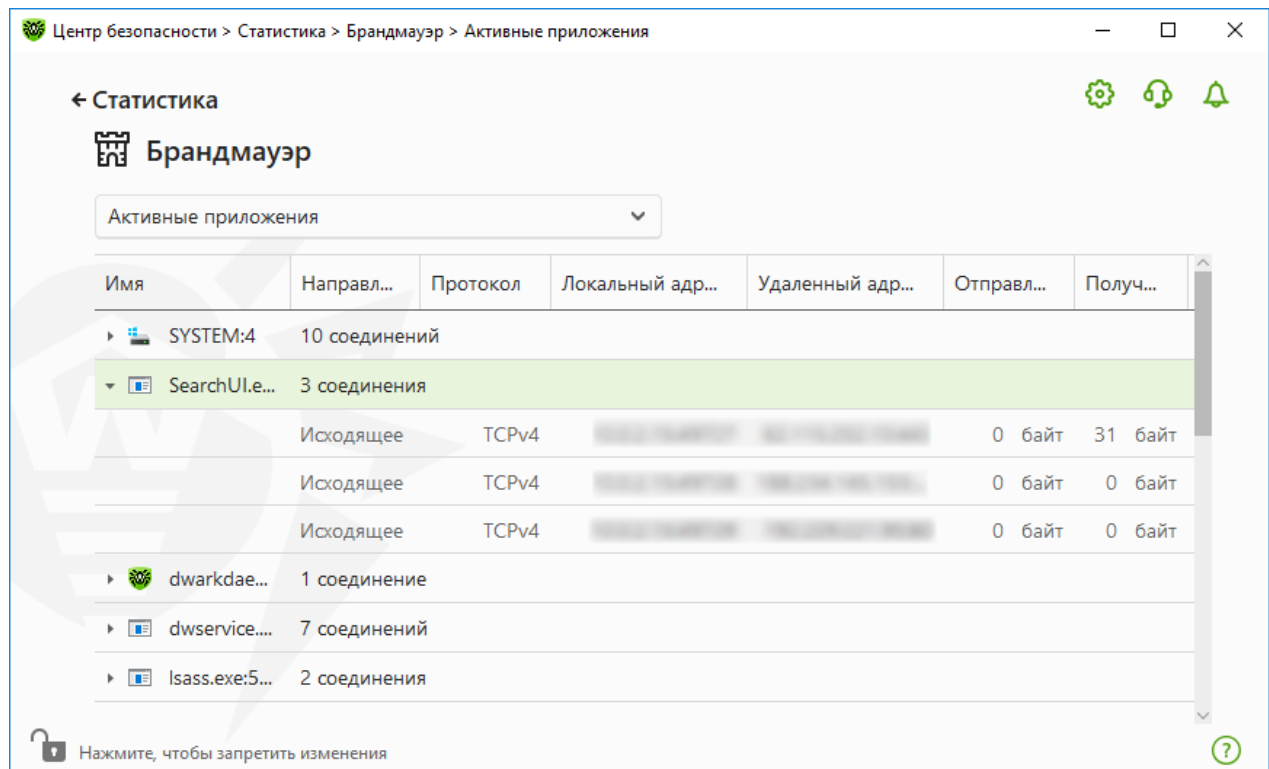 Центр безопасности > Статистика > Брандмауэр > Активные приложения
Статистика
Брандмауэр
Активные приложения
Имя Направл... Протокол Локальный адр... Удаленный адр... Отправл... Получ...
SYSTEM:4 10 соединений
SearchUI.e... 3 соединения
Исходящее TCPv4 0 байт 31 байт
Исходящее TCPv4 0 байт 0 байт
Исходящее TCPv4 0 байт 0 байт
dwarkdae... 1 соединение
dwservice.... 7 соединений
lsass.exe:5... 2 соединения
Нажмите, чтобы запретить изменения